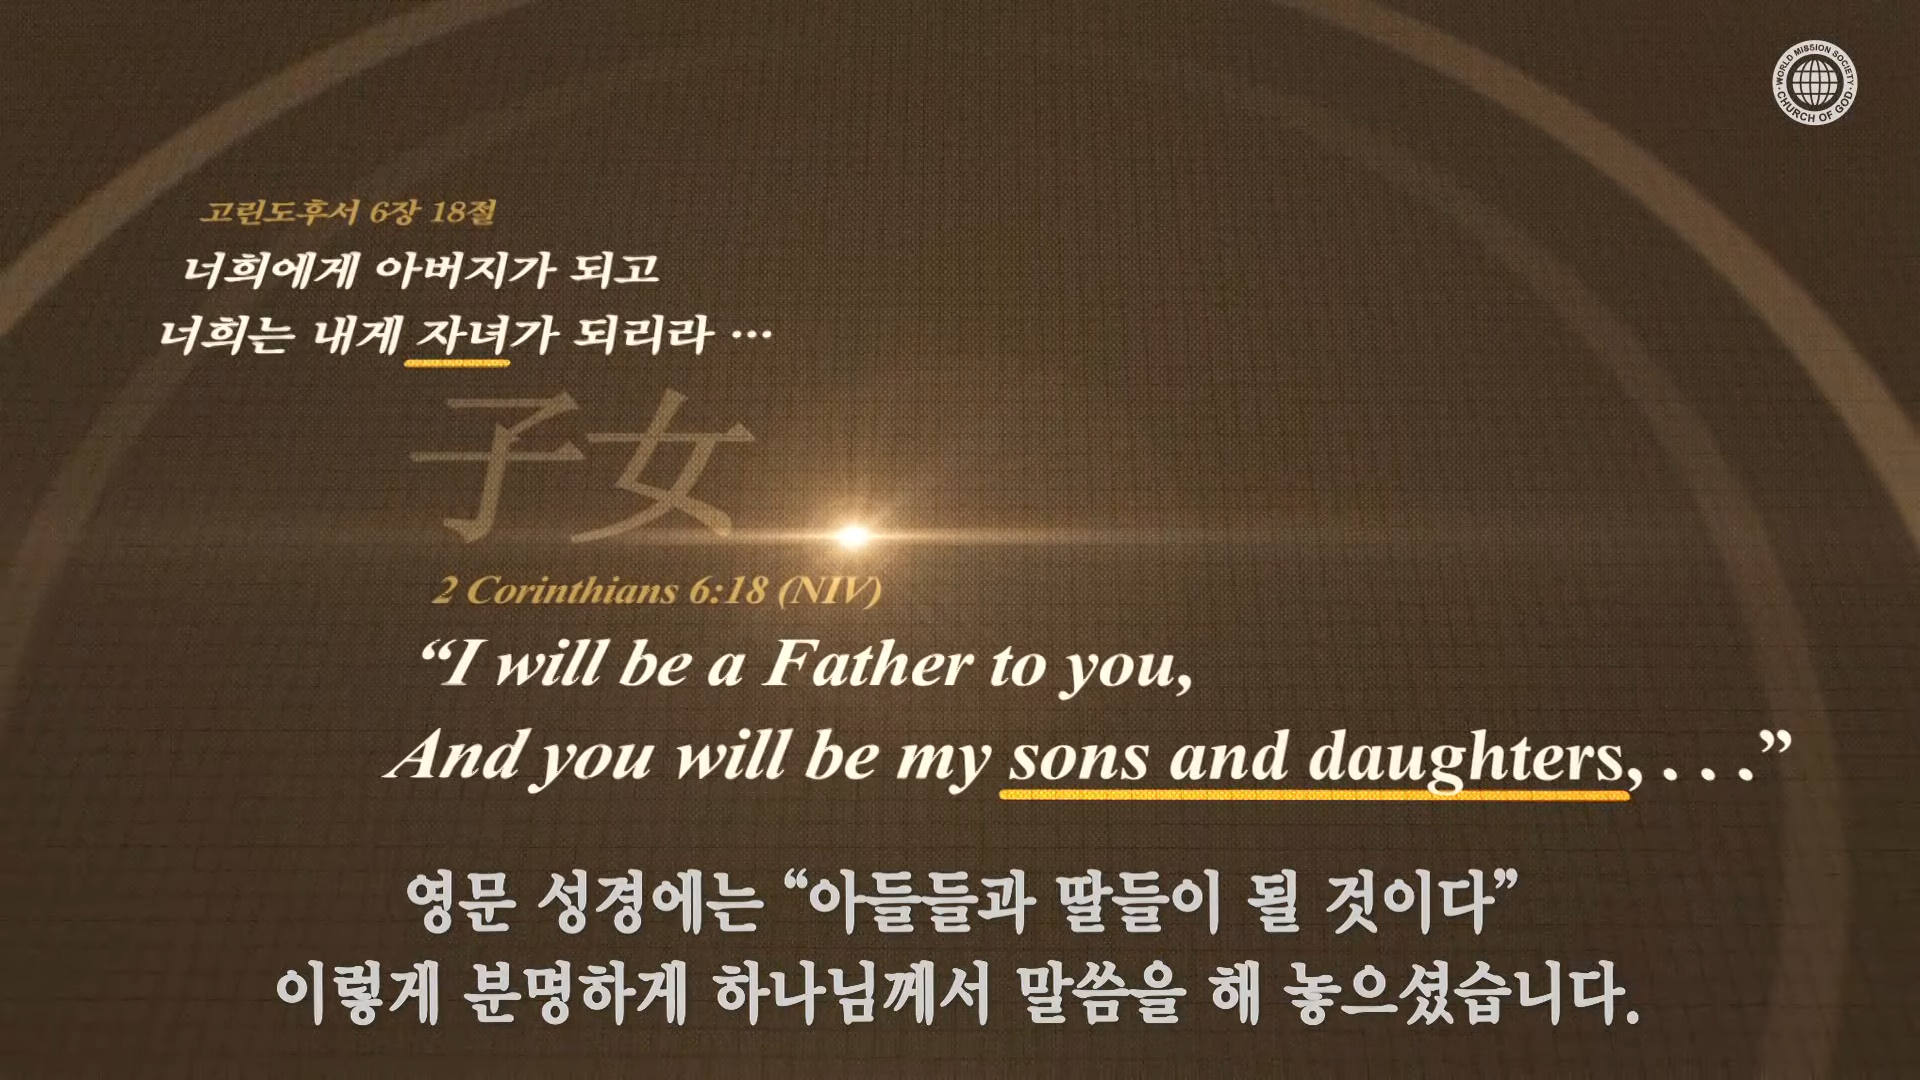 WORLD MISSION SOCIETY
CHURCH OF GOD
고린도후서 6장 18절
너희에게 아버지가 되고
너희는 내게 자녀가 되리라 …
子女
2 Corinthians 6:18 (NIV)
“I will be a Father to you,
And you will be my sons and daughters, . . .”
영문 성경에는 “아들들과 딸들이 될 것이다”
이렇게 분명하게 하나님께서 말씀을 해 놓으셨습니다.